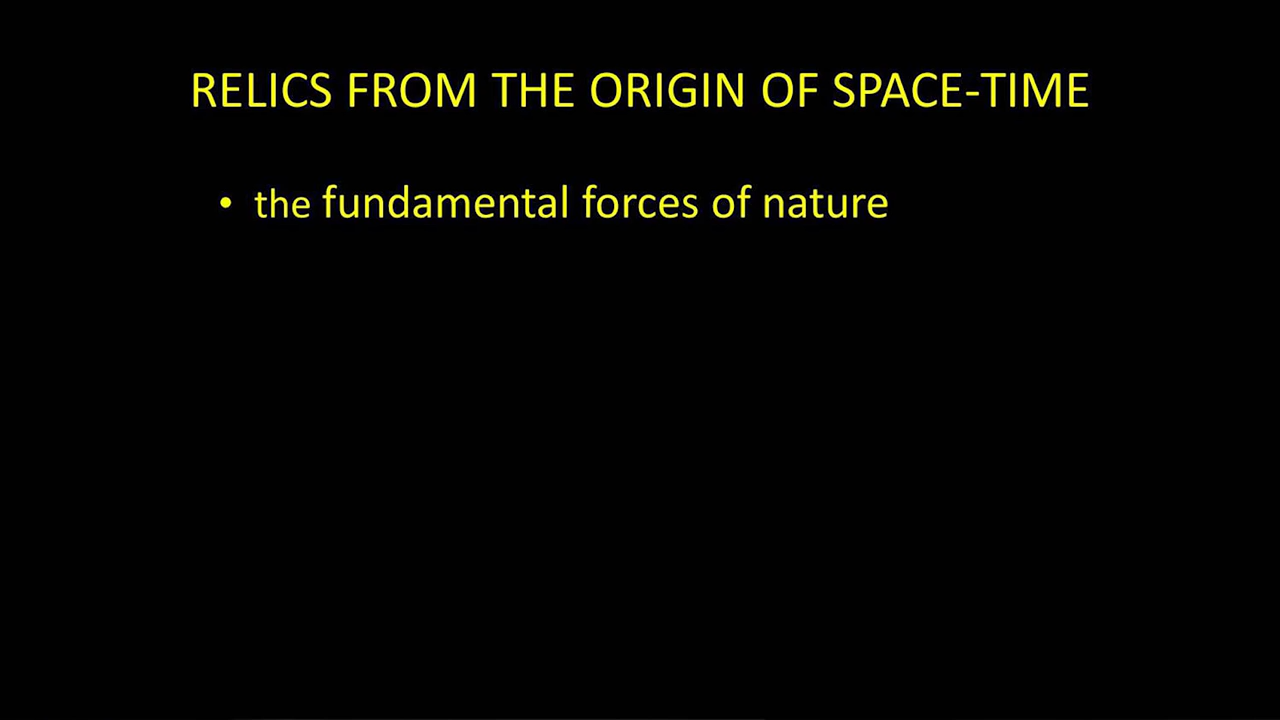 RELICS FROM THE ORIGIN OF SPACE-TIME
• the fundamental forces of nature